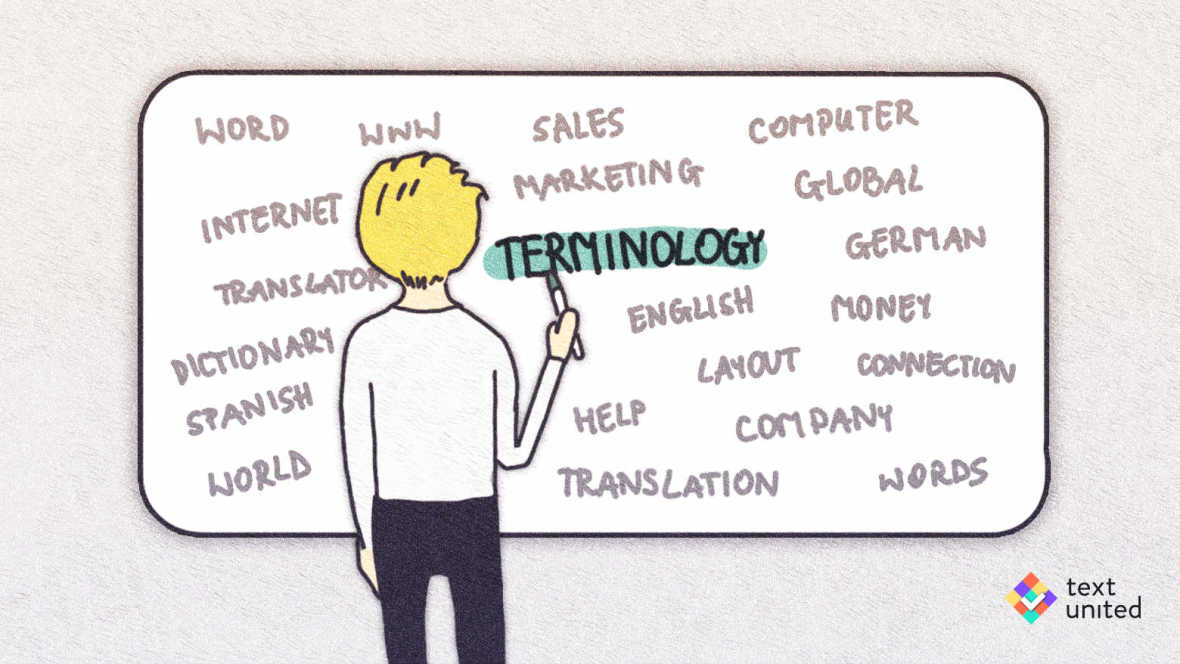 WORD
WWW
SALES
COMPUTER
MARKETING
GLOBAL
INTERNET
TERMINOLOGY
GERMAN
TRANSLATOR
ENGLISH
MONEY
DICTIONARY
LAYOUT
CONNECTION
SPANISH
HELP
COMPANY
WORLD
TRANSLATION
WORDS
text
united